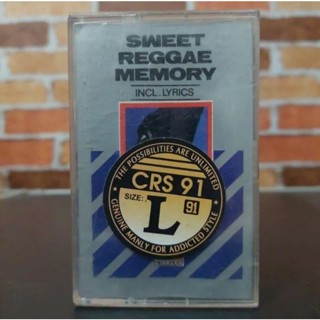 SWEET
REGGAE
MEMORY
INCL. LYRICS
THE POSSIBILITIES ARE UNLIMITED
CRS 91
SIZE:
L
91
GENUINE MANLY FOR ADDICTED STYLE